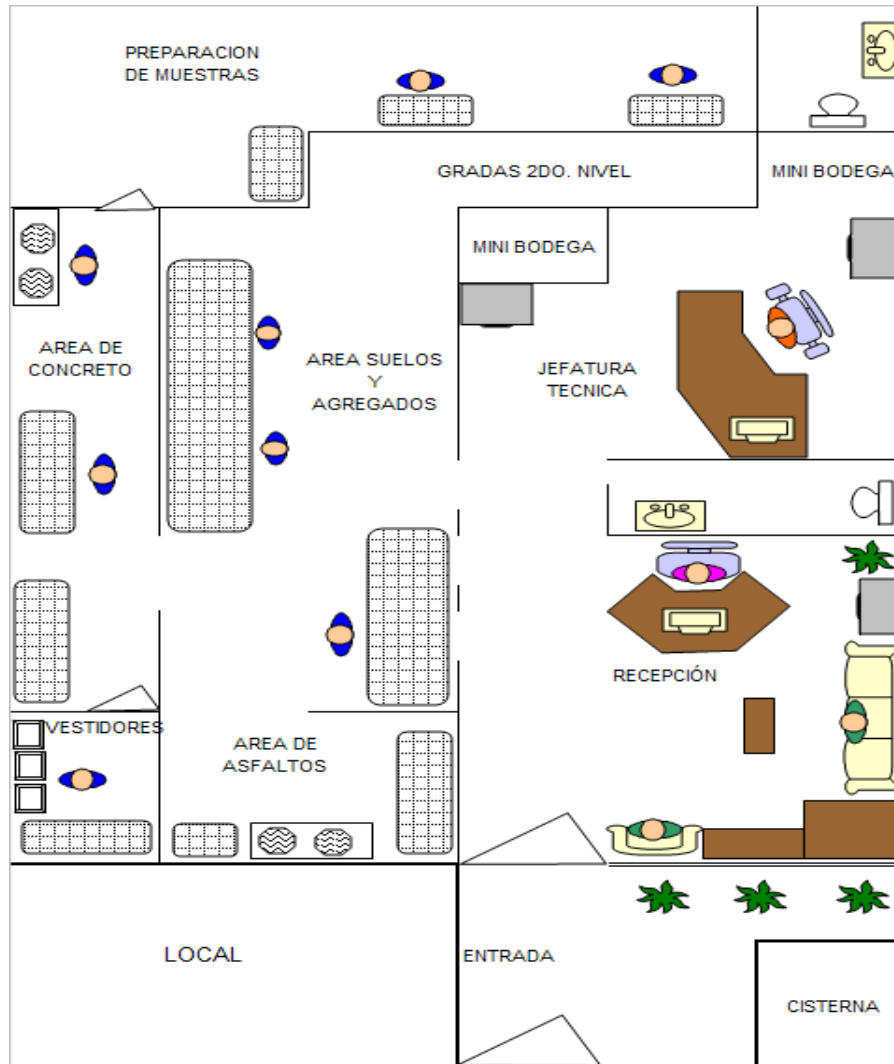 PREPARACION
DE MUESTRAS
GRADAS 2DO. NIVEL
MINI BODEGA
MINI BODEGA
AREA DE
CONCRETO
AREA SUELOS
Y
AGREGADOS
JEFATURA
TECNICA
RECEPCIÓN
VESTIDORES
AREA DE
ASFALTOS
LOCAL
ENTRADA
CISTERNA